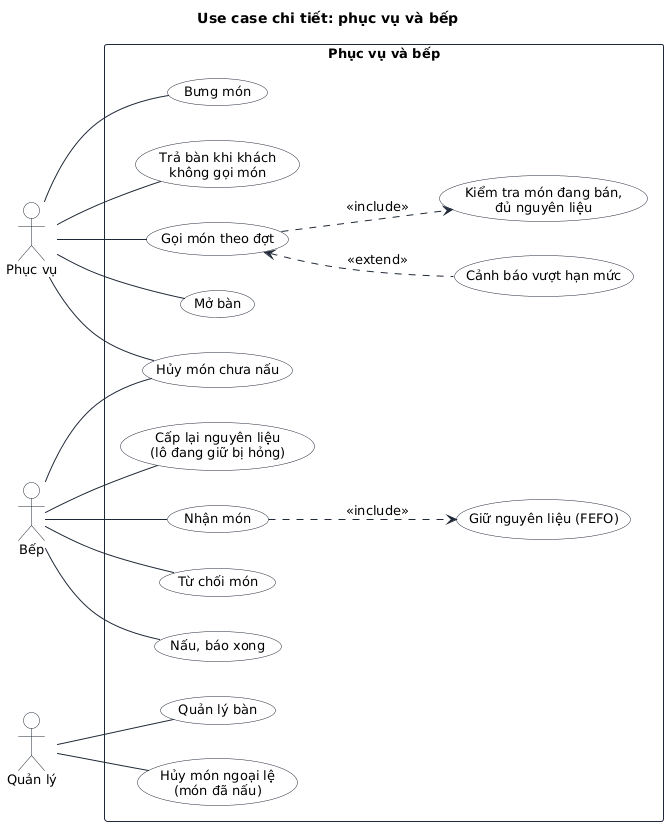 Use case chi tiết: phục vụ và bếp
Phục vụ và bếp
Bưng món
Trả bàn khi khách
không gọi món
Gọi món theo đợt
Mở bàn
Hủy món chưa nấu
Cấp lại nguyên liệu
(lô đang giữ bị hỏng)
Nhận món
Từ chối món
Nấu, báo xong
Quản lý bàn
Hủy món ngoại lệ
(món đã nấu)
«include»
Kiểm tra món đang bán,
đủ nguyên liệu
«extend»
Cảnh báo vượt hạn mức
«include»
Giữ nguyên liệu (FEFO)
Phục vụ
Bếp
Quản lý